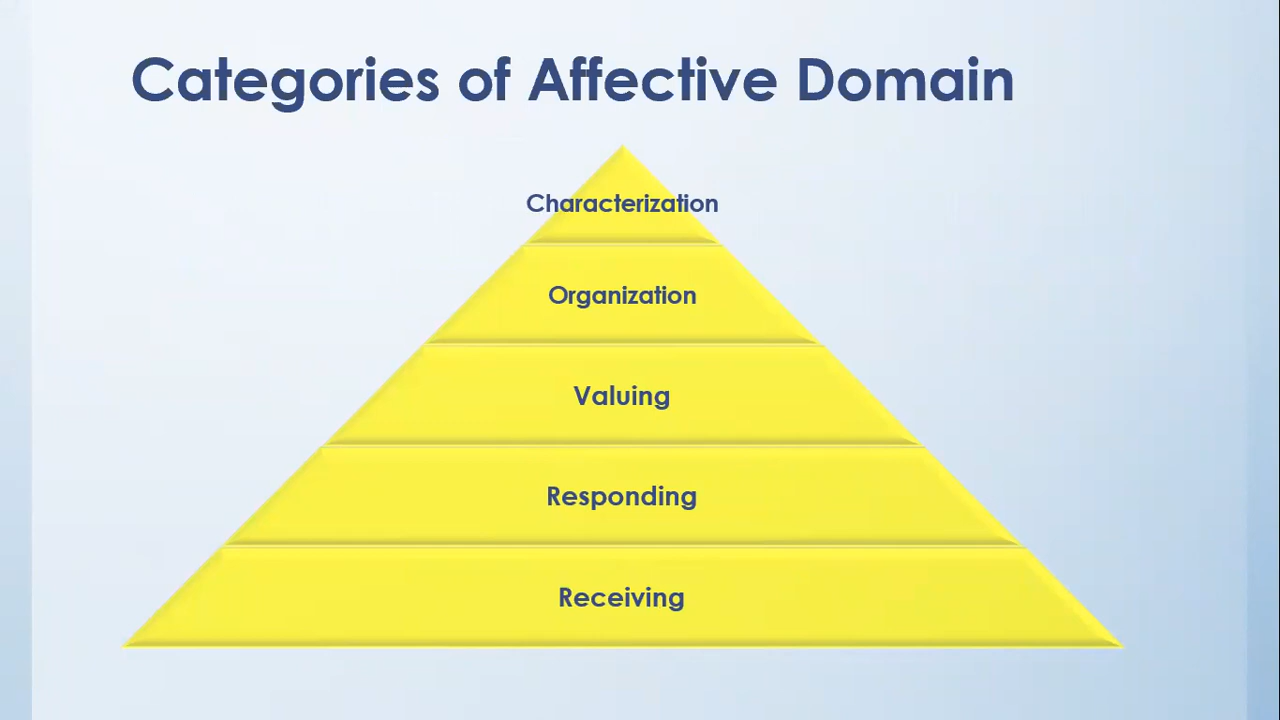 Categories of Affective Domain
Characterization
Organization
Valuing
Responding
Receiving